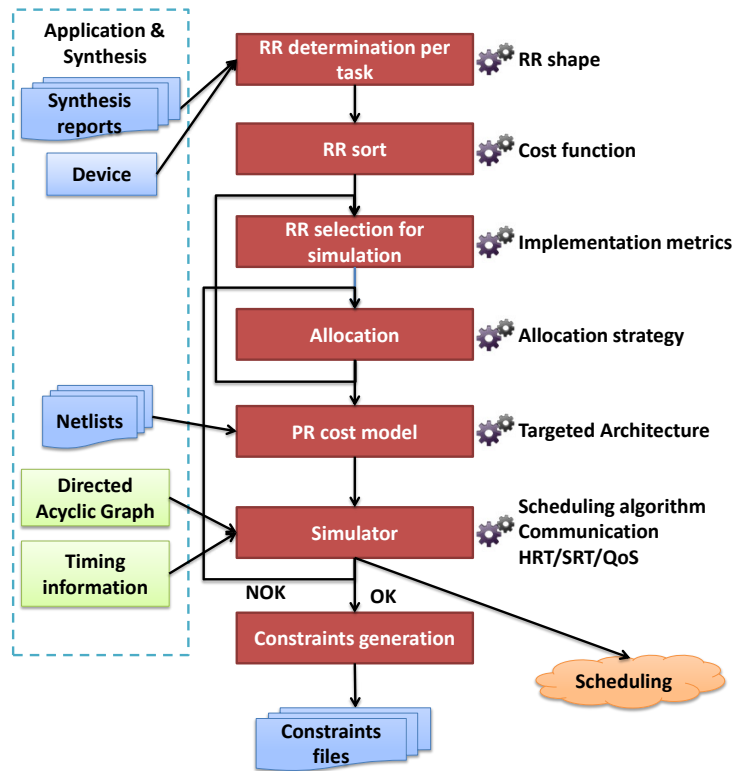 Application &
Synthesis
RR determination per
task
RR shape
Synthesis
reports
Device
RR sort
Cost function
RR selection for
simulation
Implementation metrics
Allocation
Allocation strategy
Netlists
PR cost model
Targeted Architecture
Directed
Acyclic Graph
Timing
information
Simulator
Scheduling algorithm
Communication
HRT/SRT/QoS
NOK
OK
Constraints generation
Scheduling
Constraints
files